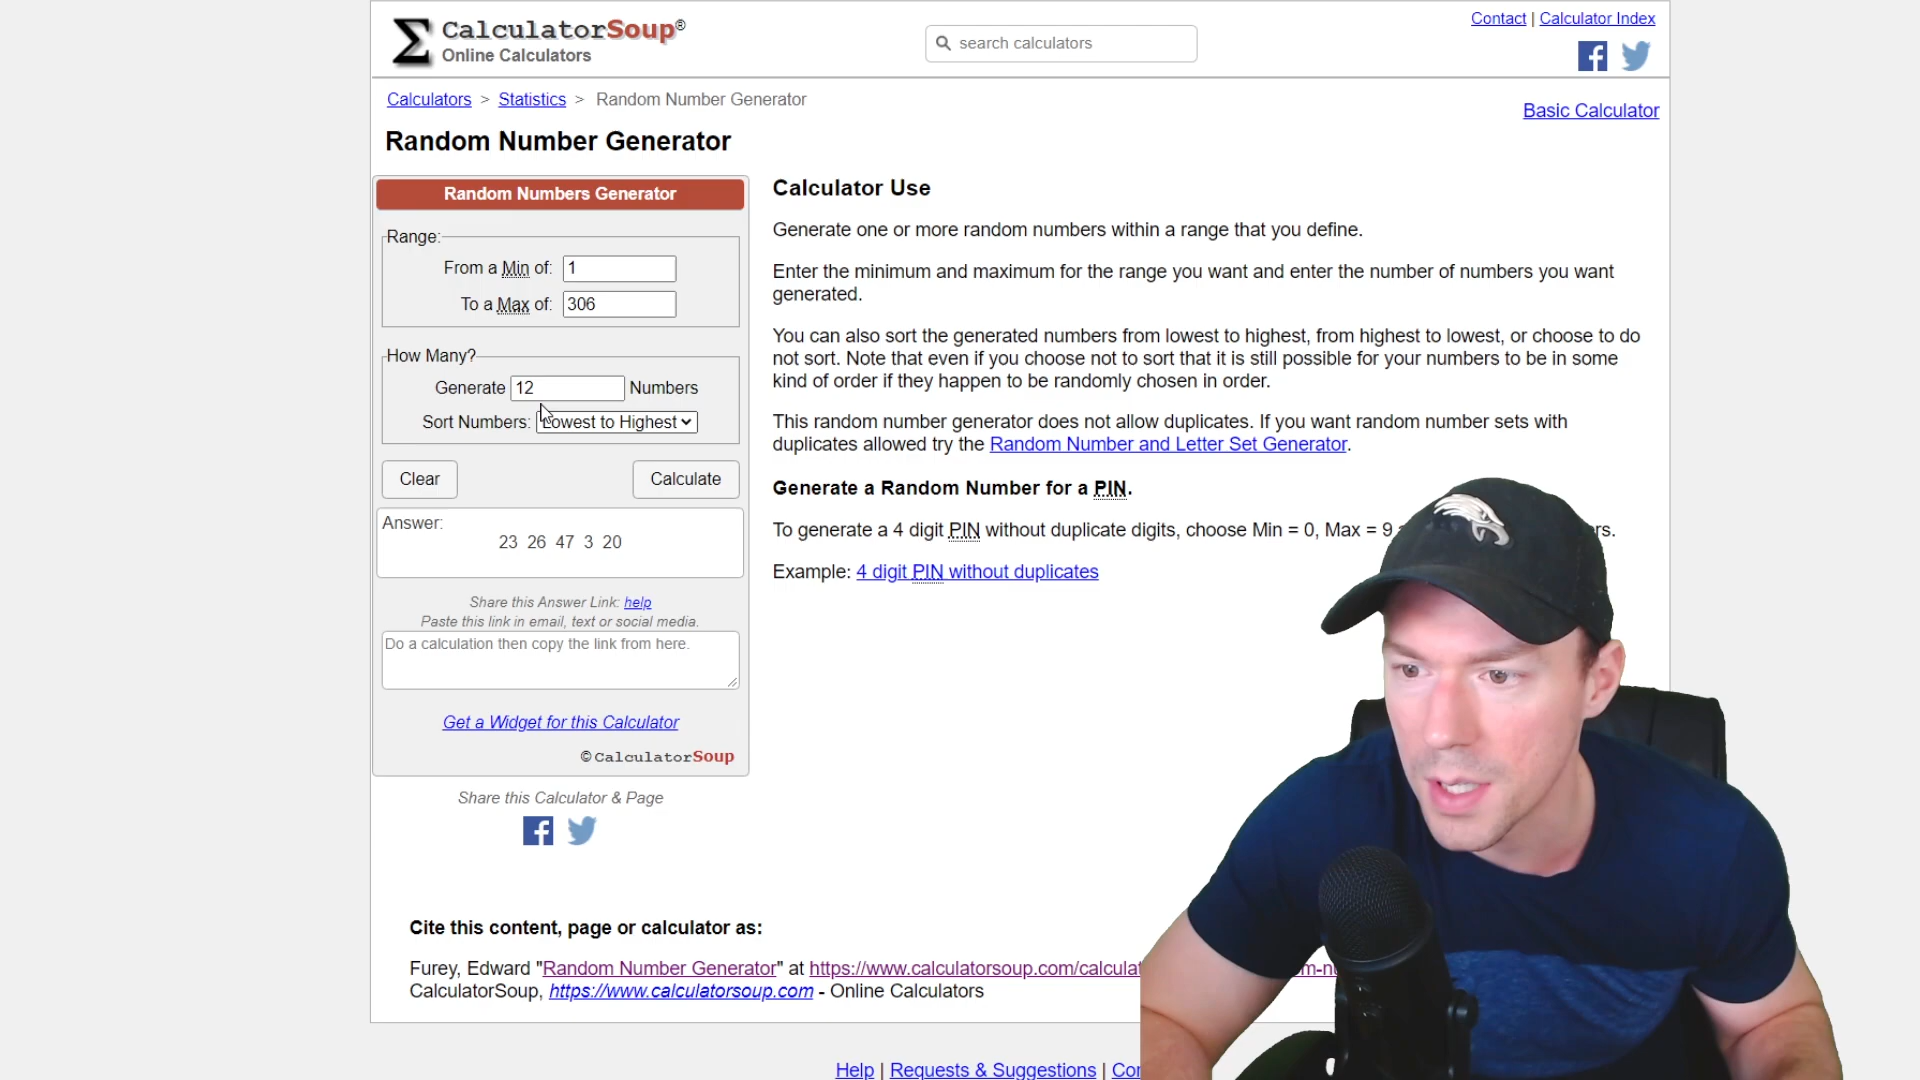 CalculatorSoup®
Online Calculators
search calculators
Contact | Calculator Index
Calculators > Statistics > Random Number Generator
Basic Calculator
Random Number Generator
Random Numbers Generator
Range:
From a Min of: 1
To a Max of: 306
How Many?
Generate 12 Numbers
Sort Numbers: Lowest to Highest
Clear
Calculate
Answer:
23 26 47 3 20
Share this Answer Link: help
Paste this link in email, text or social media.
Do a calculation then copy the link from here.
Get a Widget for this Calculator
©CalculatorSoup
Share this Calculator & Page
Calculator Use
Generate one or more random numbers within a range that you define.
Enter the minimum and maximum for the range you want and enter the number of numbers you want
generated.
You can also sort the generated numbers from lowest to highest, from highest to lowest, or choose to do
not sort. Note that even if you choose not to sort that it is still possible for your numbers to be in some
kind of order if they happen to be randomly chosen in order.
This random number generator does not allow duplicates. If you want random number sets with
duplicates allowed try the Random Number and Letter Set Generator.
Generate a Random Number for a PIN.
To generate a 4 digit PIN without duplicate digits, choose Min = 0, Max = 9
Example: 4 digit PIN without duplicates
Cite this content, page or calculator as:
Furey, Edward "Random Number Generator" at https://www.calculatorsoup.com/calculat
CalculatorSoup, https://www.calculatorsoup.com - Online Calculators
Help | Requests & Suggestions |